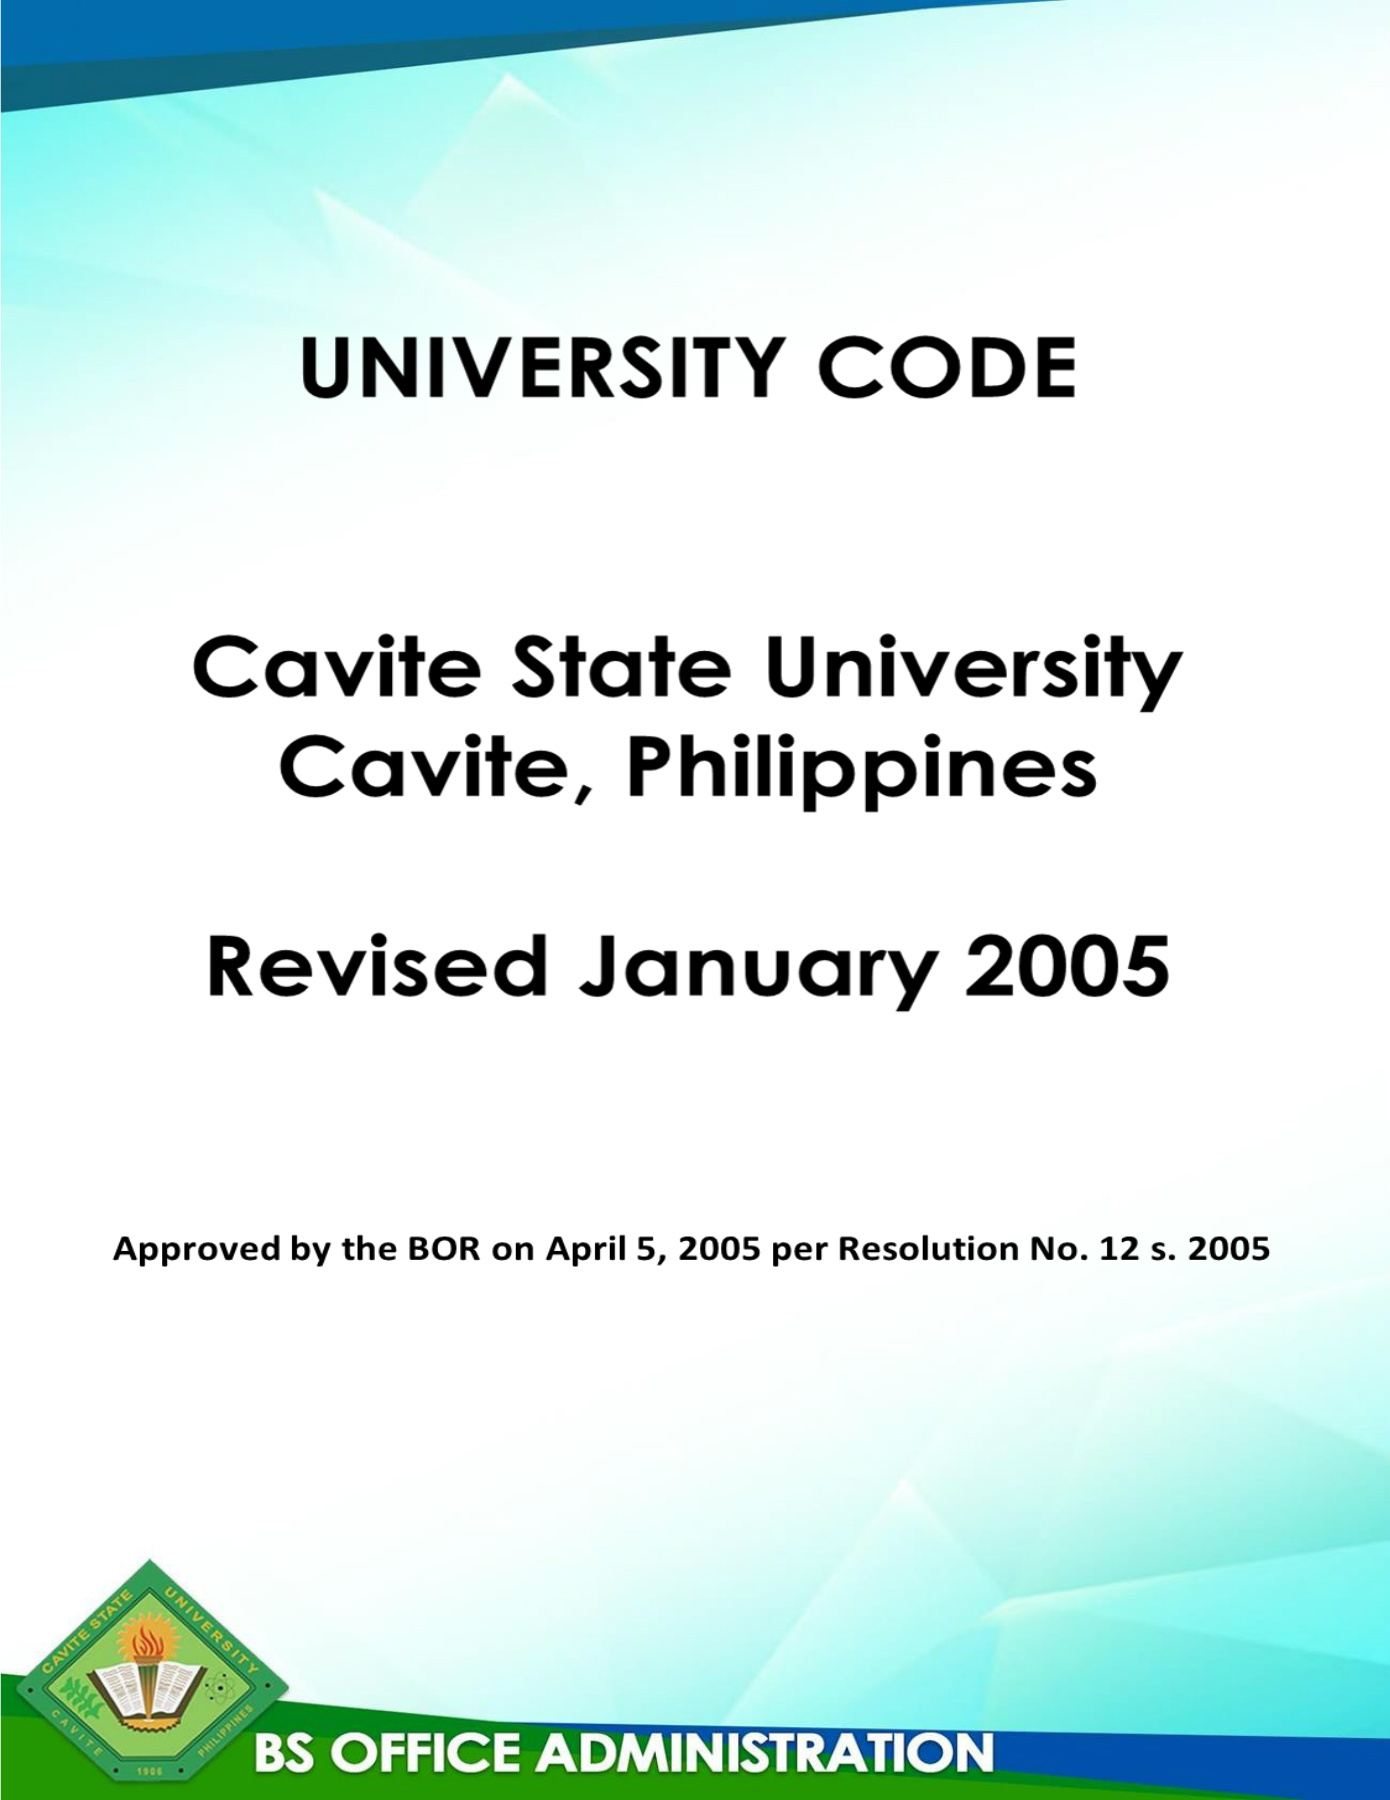 UNIVERSITY CODE
Cavite State University
Cavite, Philippines
Revised January 2005
Approved by the BOR on April 5, 2005 per Resolution No. 12 s. 2005
CAVITE STATE UNIVERSITY
CAVITE PHILIPPINES
1906
BS OFFICE ADMINISTRATION